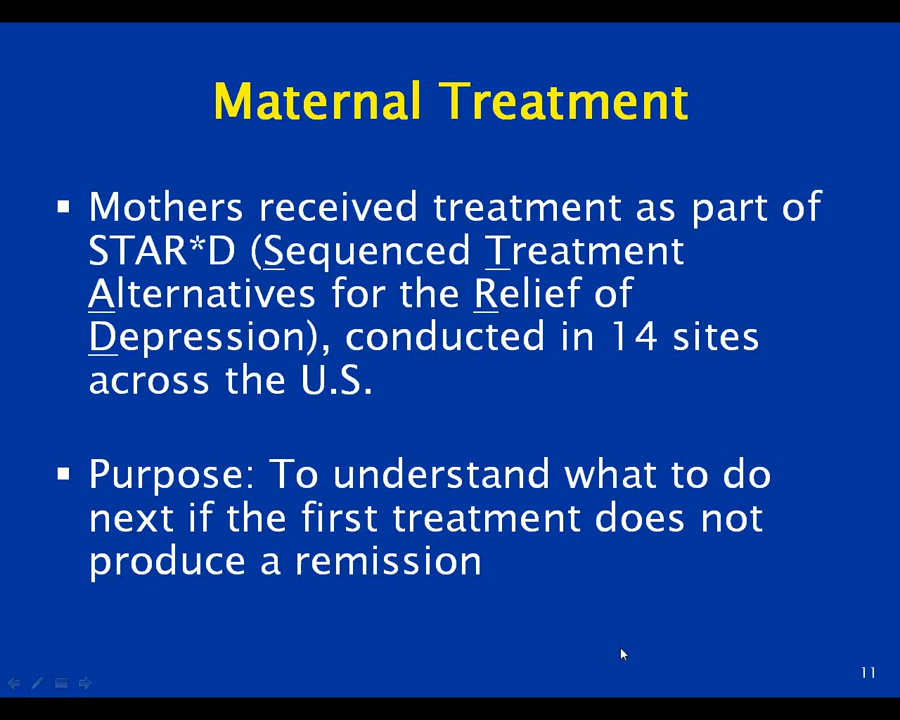 Maternal Treatment
▪ Mothers received treatment as part of
STAR*D (Sequenced Treatment
Alternatives for the Relief of
Depression), conducted in 14 sites
across the U.S.
▪ Purpose: To understand what to do
next if the first treatment does not
produce a remission
11